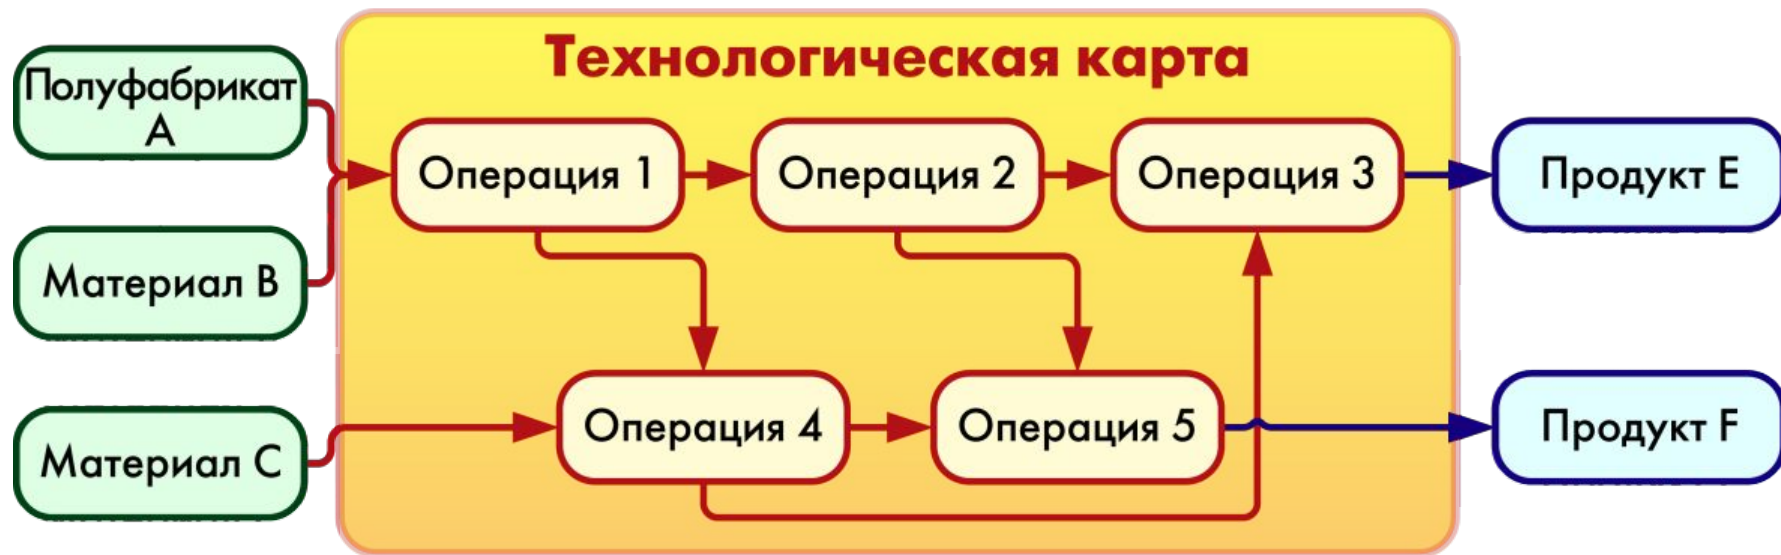 Технологическая карта
Полуфабрикат
А
Операция 1
Операция 2
Операция 3
Продукт E
Материал B
Операция 4
Операция 5
Продукт F
Материал C